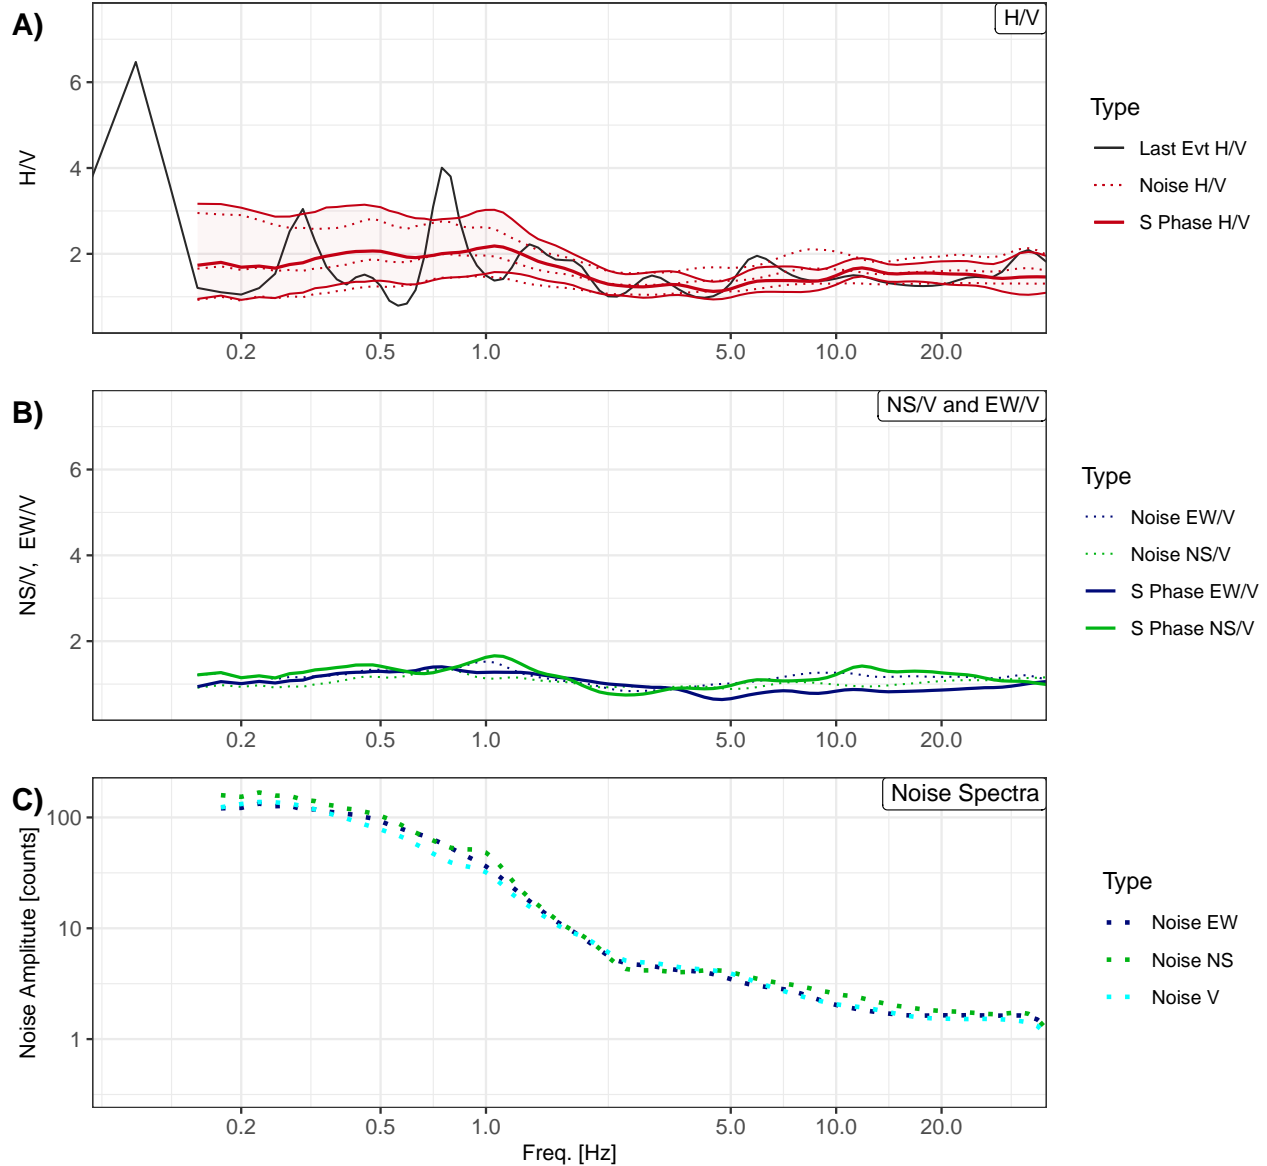 A)
H/V
6
4
2
H/V
0.2 0.5 1.0 5.0 10.0 20.0
Type
Last Evt H/V
Noise H/V
S Phase H/V
B)
NS/V and EW/V
6
4
2
NS/V, EW/V
0.2 0.5 1.0 5.0 10.0 20.0
Type
Noise EW/V
Noise NS/V
S Phase EW/V
S Phase NS/V
C)
Noise Spectra
100
10
1
Noise Amplitute [counts]
0.2 0.5 1.0 5.0 10.0 20.0
Freq. [Hz]
Type
Noise EW
Noise NS
Noise V